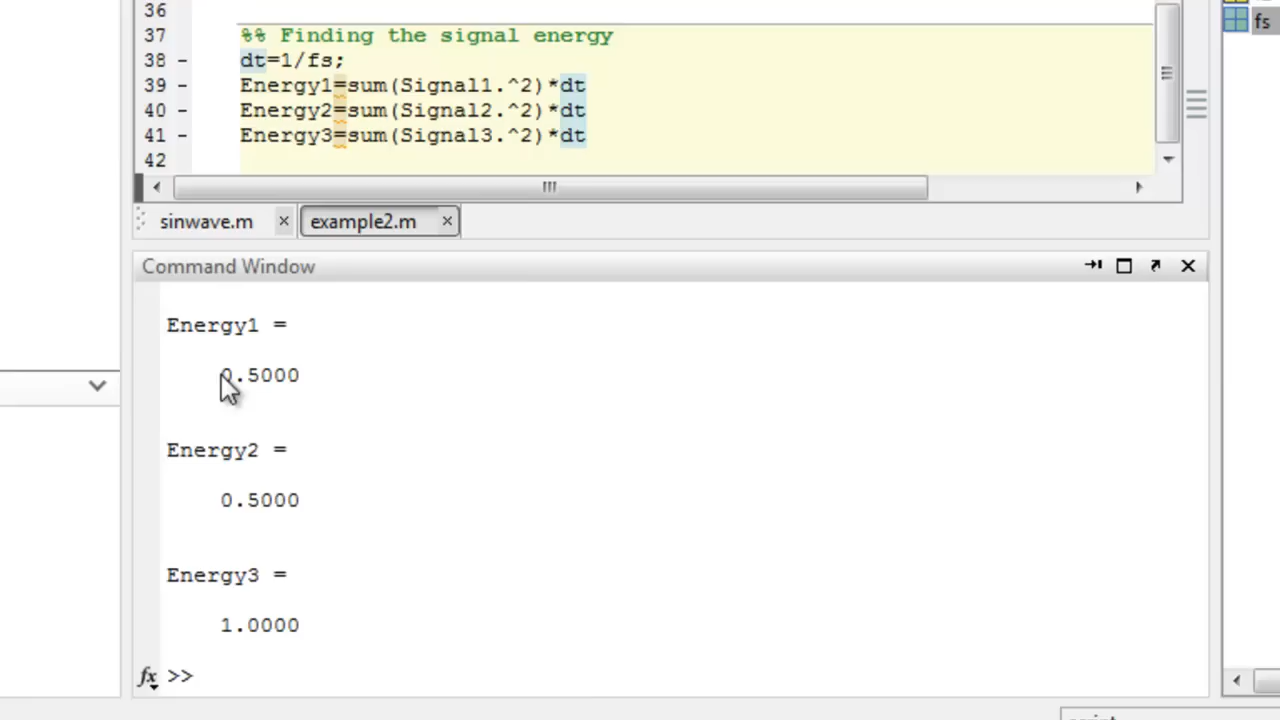 36
37 %% Finding the signal energy
38 - dt=1/fs;
39 - Energy1=sum(Signal1.^2)*dt
40 - Energy2=sum(Signal2.^2)*dt
41 - Energy3=sum(Signal3.^2)*dt
42
fs
sinwave.m × example2.m ×
Command Window
Energy1 =
0.5000
Energy2 =
0.5000
Energy3 =
1.0000
fx >>
script